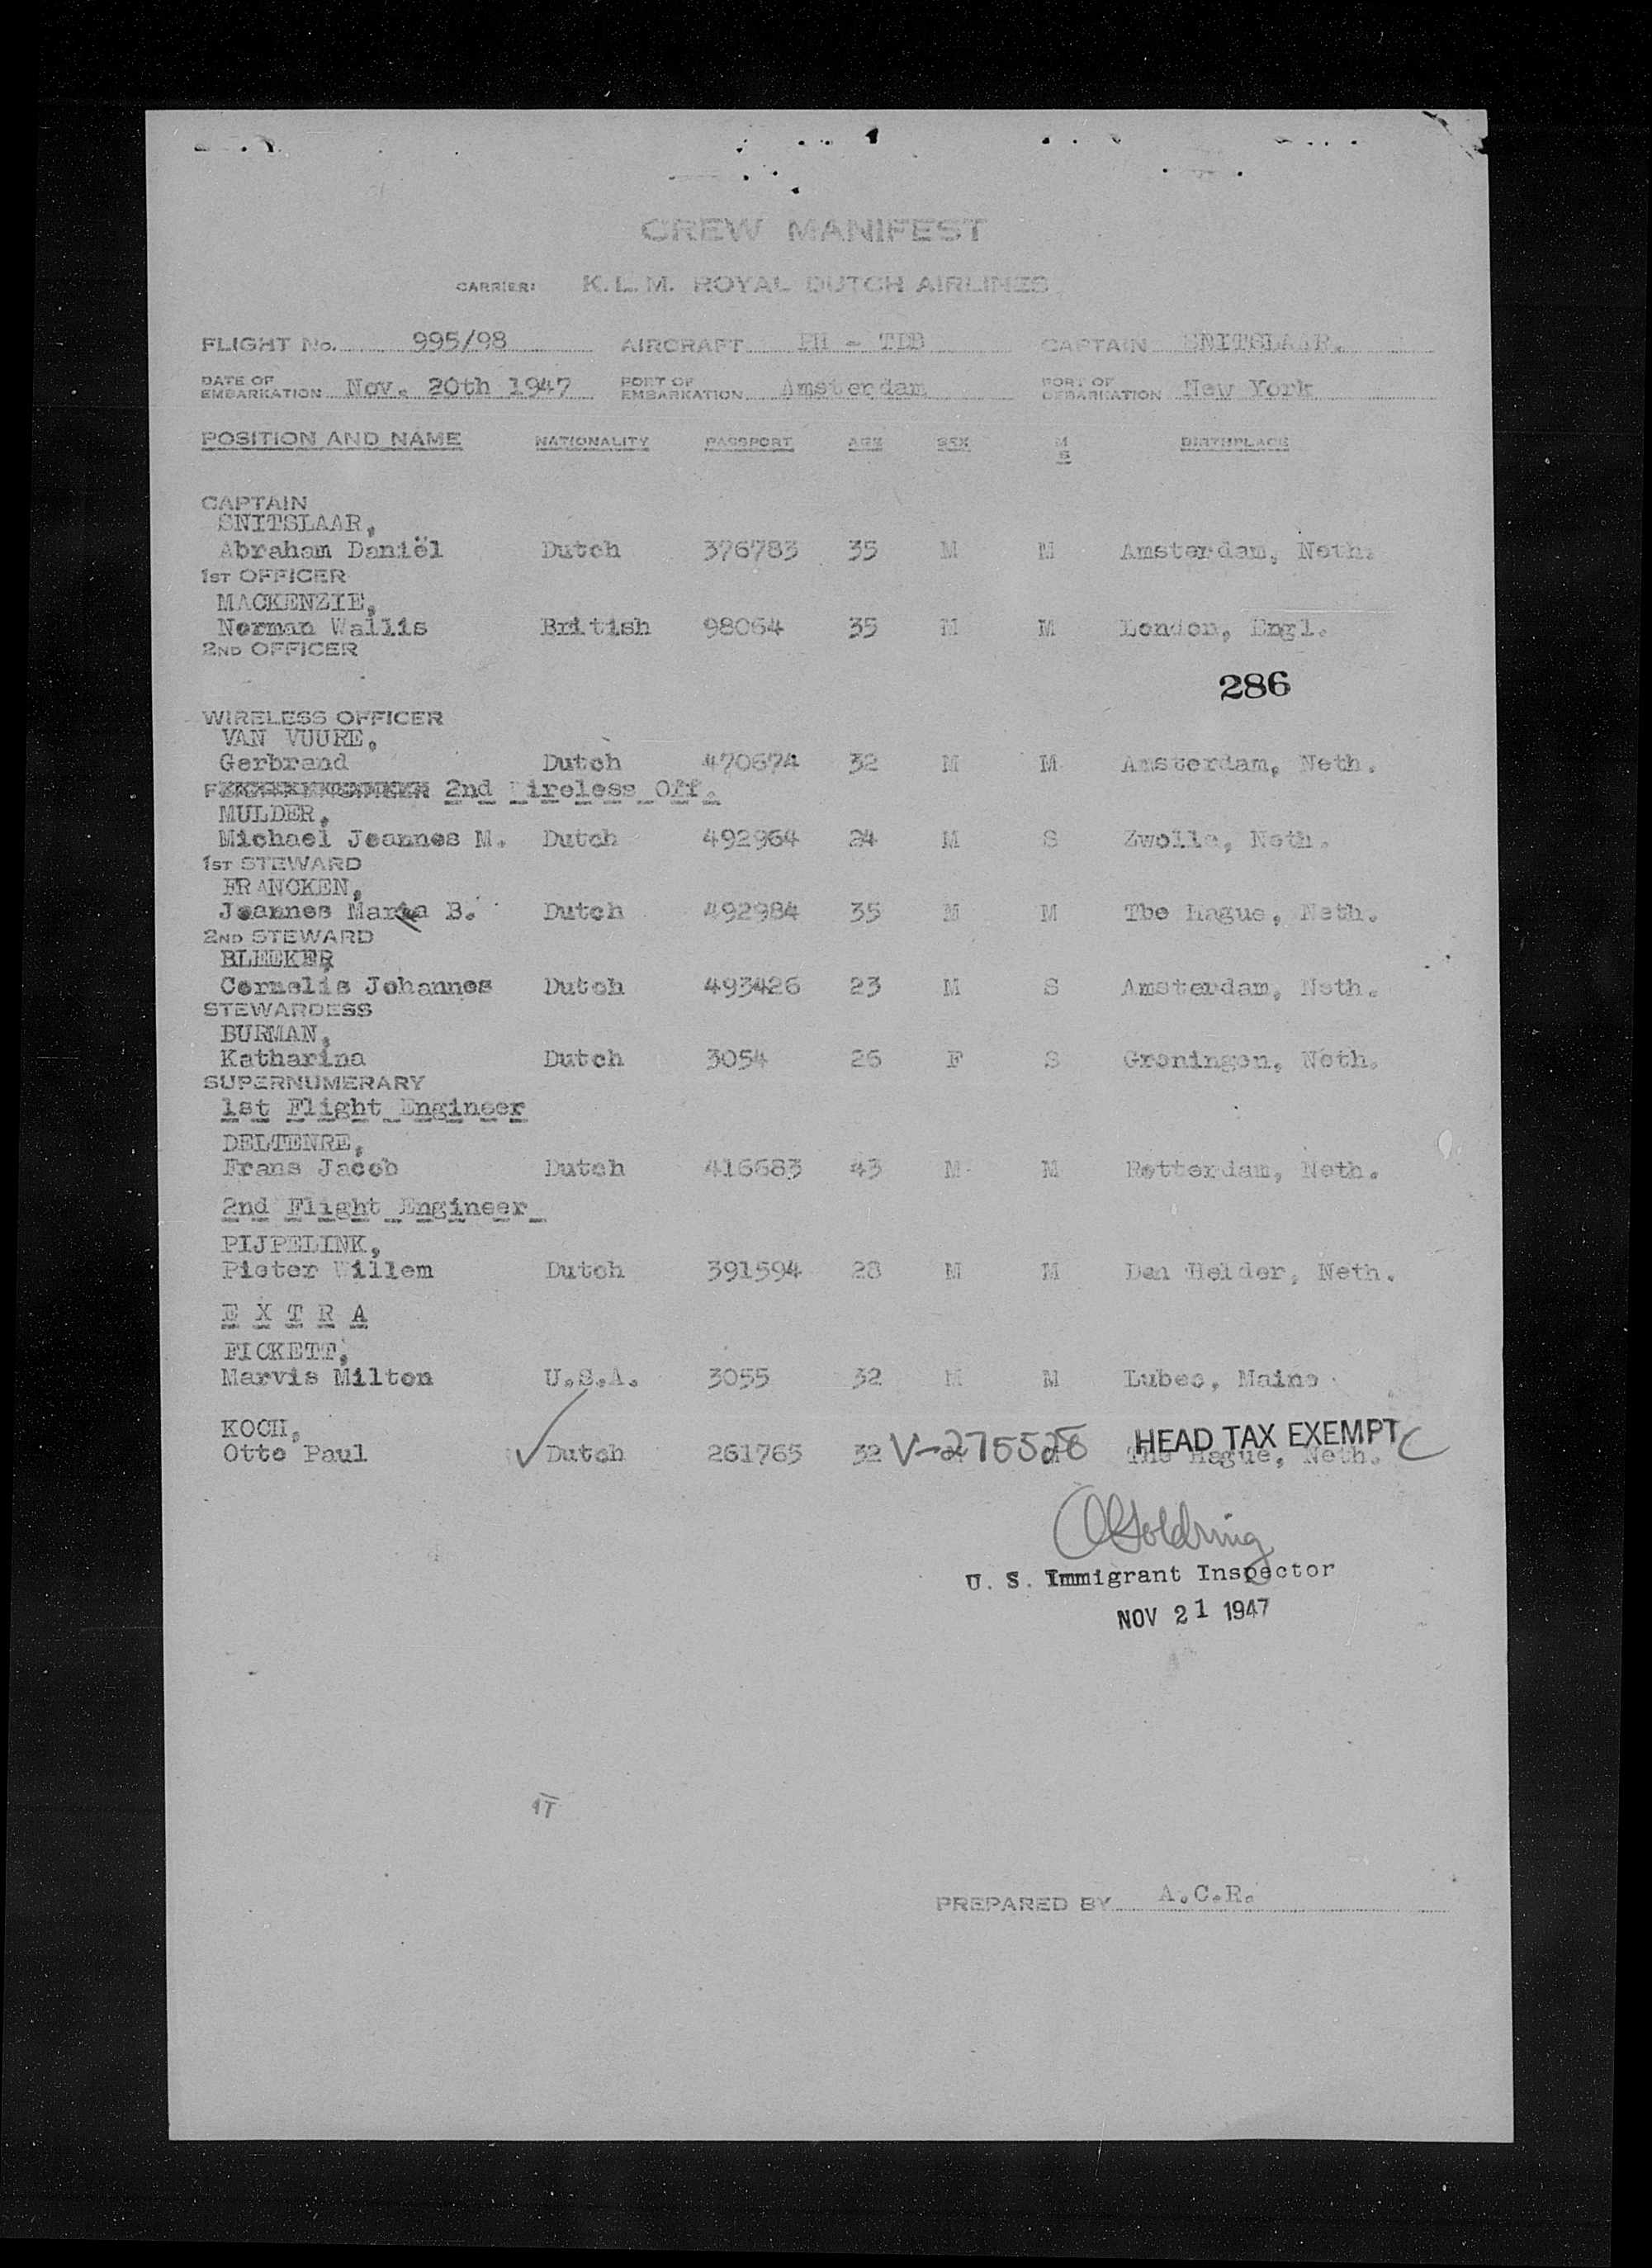 CREW MANIFEST
CARRIER: K.L.M. ROYAL DUTCH AIRLINES
FLIGHT No. 995/98 AIRCRAFT PH - TDD CAPTAIN SNITSLAAR.
DATE OF EMBARKATION Nov. 20th 1947 PORT OF EMBARKATION Amsterdam PORT OF DEBARKATION New York
POSITION AND NAME NATIONALITY PASSPORT AGE SEX M S BIRTHPLACE
CAPTAIN
SNITSLAAR,
Abraham Daniël Dutch 376783 35 M M Amsterdam, Neth.
1ST OFFICER
MACKENZIE,
Norman Wallis British 98064 35 M M London, Engl.
2ND OFFICER
286
WIRELESS OFFICER
VAN VUURE,
Gerbrand Dutch 470674 32 M M Amsterdam, Neth.
2nd Wireless Off.
MULDER,
Michael Jeannes M. Dutch 492964 24 M S Zwolle, Neth.
1ST STEWARD
FRANCKEN,
Joannes Maria B. Dutch 492984 35 M M The Hague, Neth.
2ND STEWARD
BLEEKER,
Cornelis Johannes Dutch 493426 23 M S Amsterdam, Neth.
STEWARDESS
BURMAN,
Katharina Dutch 3054 26 F S Groningen, Neth.
SUPERNUMERARY
1st Flight Engineer
DELTENRE,
Frans Jacob Dutch 416683 43 M M Rotterdam, Neth.
2nd Flight Engineer
PIJPELINK,
Pieter Willem Dutch 391594 28 M M Den Helder, Neth.
E X T R A
PICKETT,
Marvis Milton U.S.A. 3055 32 M M Lubec, Maine
KOCH, HEAD TAX EXEMPT
Otto Paul Dutch 261765 32 V-276528 The Hague, Neth.
Goldring
U. S. Immigrant Inspector
NOV 21 1947
PREPARED BY A.C.R.